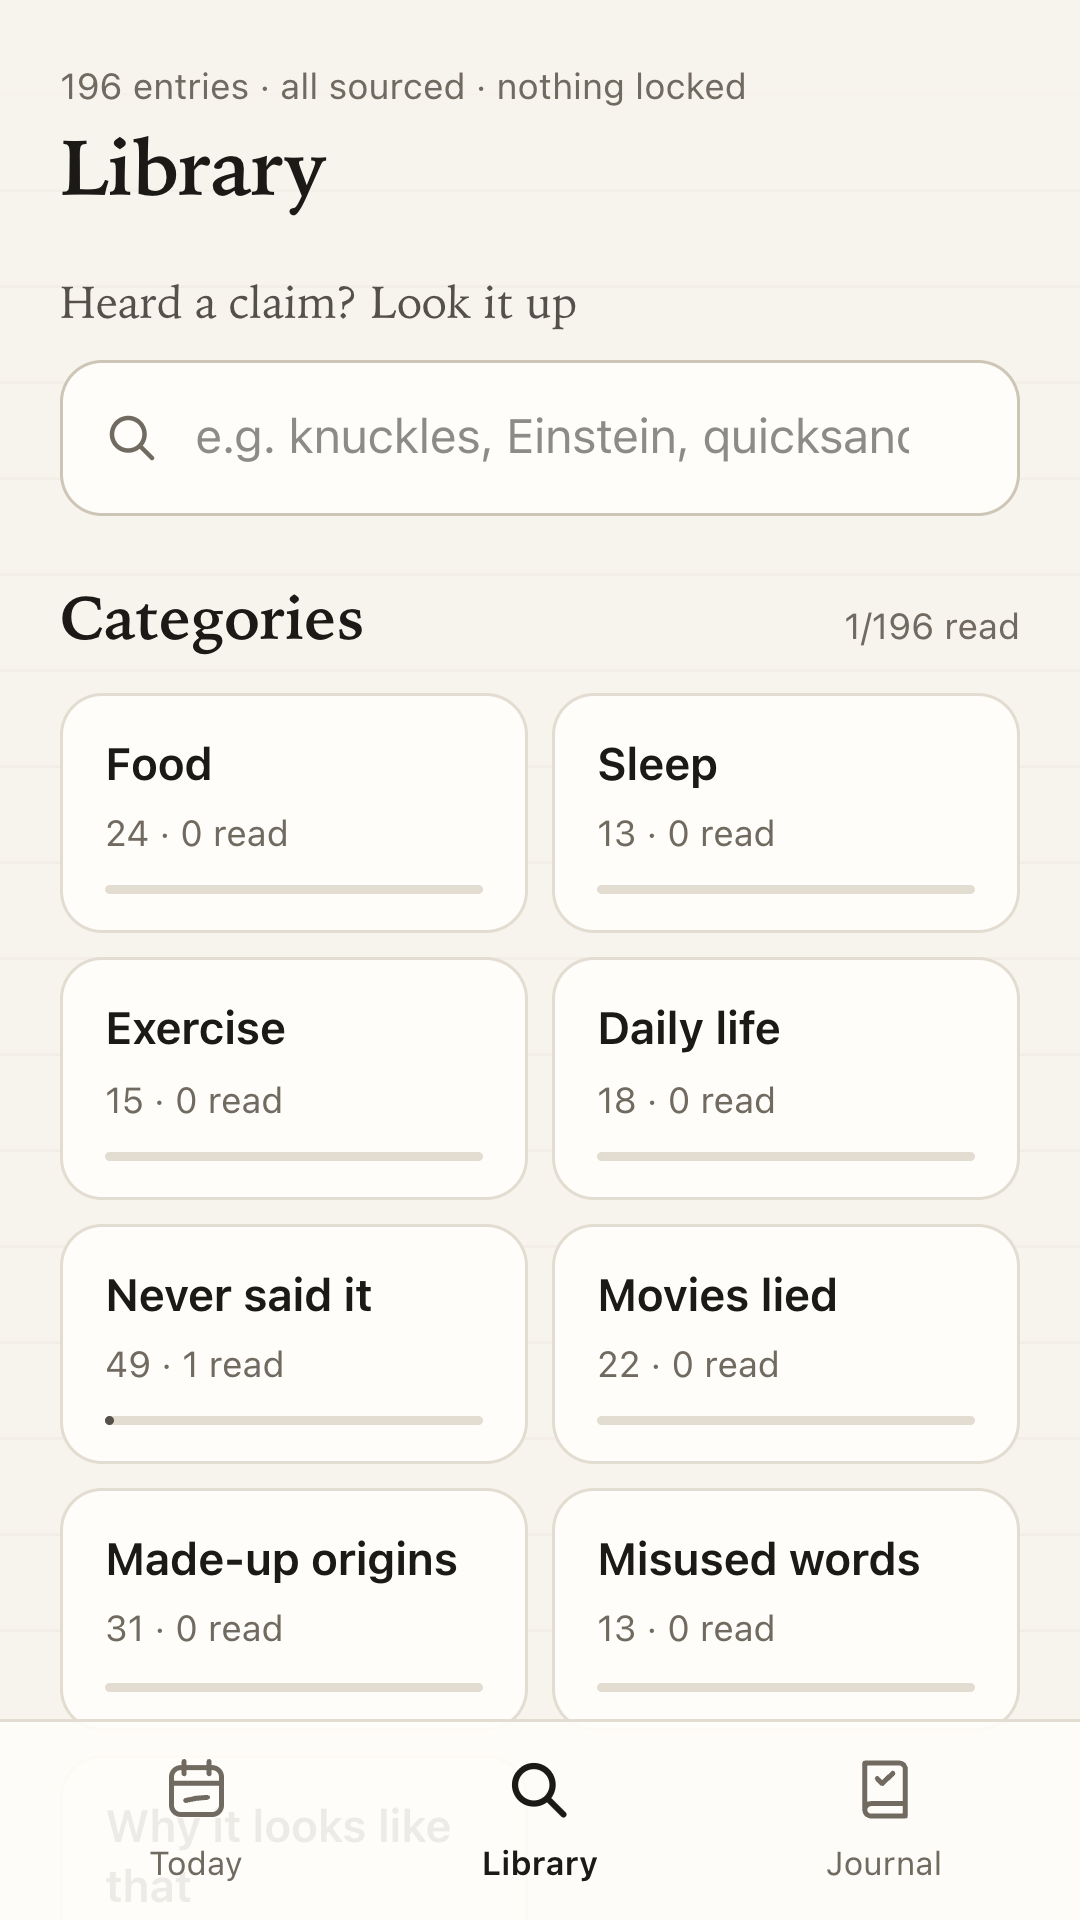 196 entries · all sourced · nothing locked
Library
Heard a claim? Look it up
e.g. knuckles, Einstein, quicksand
Categories
1/196 read
Food
24 · 0 read
Sleep
13 · 0 read
Exercise
15 · 0 read
Daily life
18 · 0 read
Never said it
49 · 1 read
Movies lied
22 · 0 read
Made-up origins
31 · 0 read
Misused words
13 · 0 read
Why it looks like
that
Today
Library
Journal